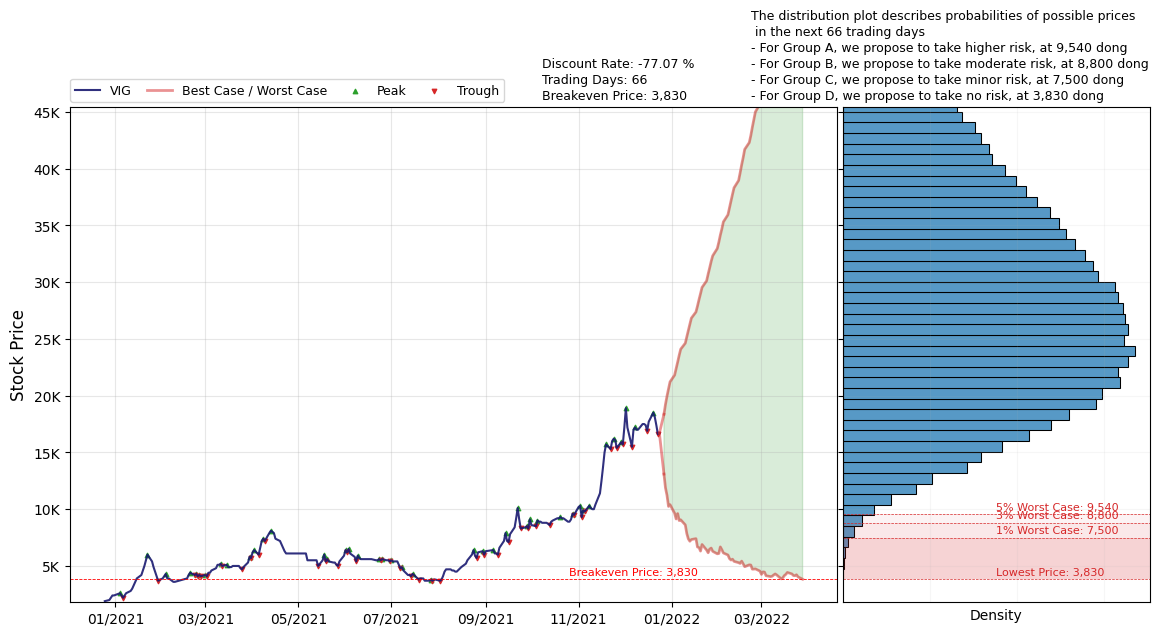 The distribution plot describes probabilities of possible prices
in the next 66 trading days
- For Group A, we propose to take higher risk, at 9,540 dong
- For Group B, we propose to take moderate risk, at 8,800 dong
- For Group C, we propose to take minor risk, at 7,500 dong
- For Group D, we propose to take no risk, at 3,830 dong
Discount Rate: -77.07 %
Trading Days: 66
Breakeven Price: 3,830
VIG
Best Case / Worst Case
Peak
Trough
Stock Price
45K
40K
35K
30K
25K
20K
15K
10K
5K
Breakeven Price: 3,830
01/2021
03/2021
05/2021
07/2021
09/2021
11/2021
01/2022
03/2022
5% Worst Case: 9,540
3% Worst Case: 8,800
1% Worst Case: 7,500
Lowest Price: 3,830
Density